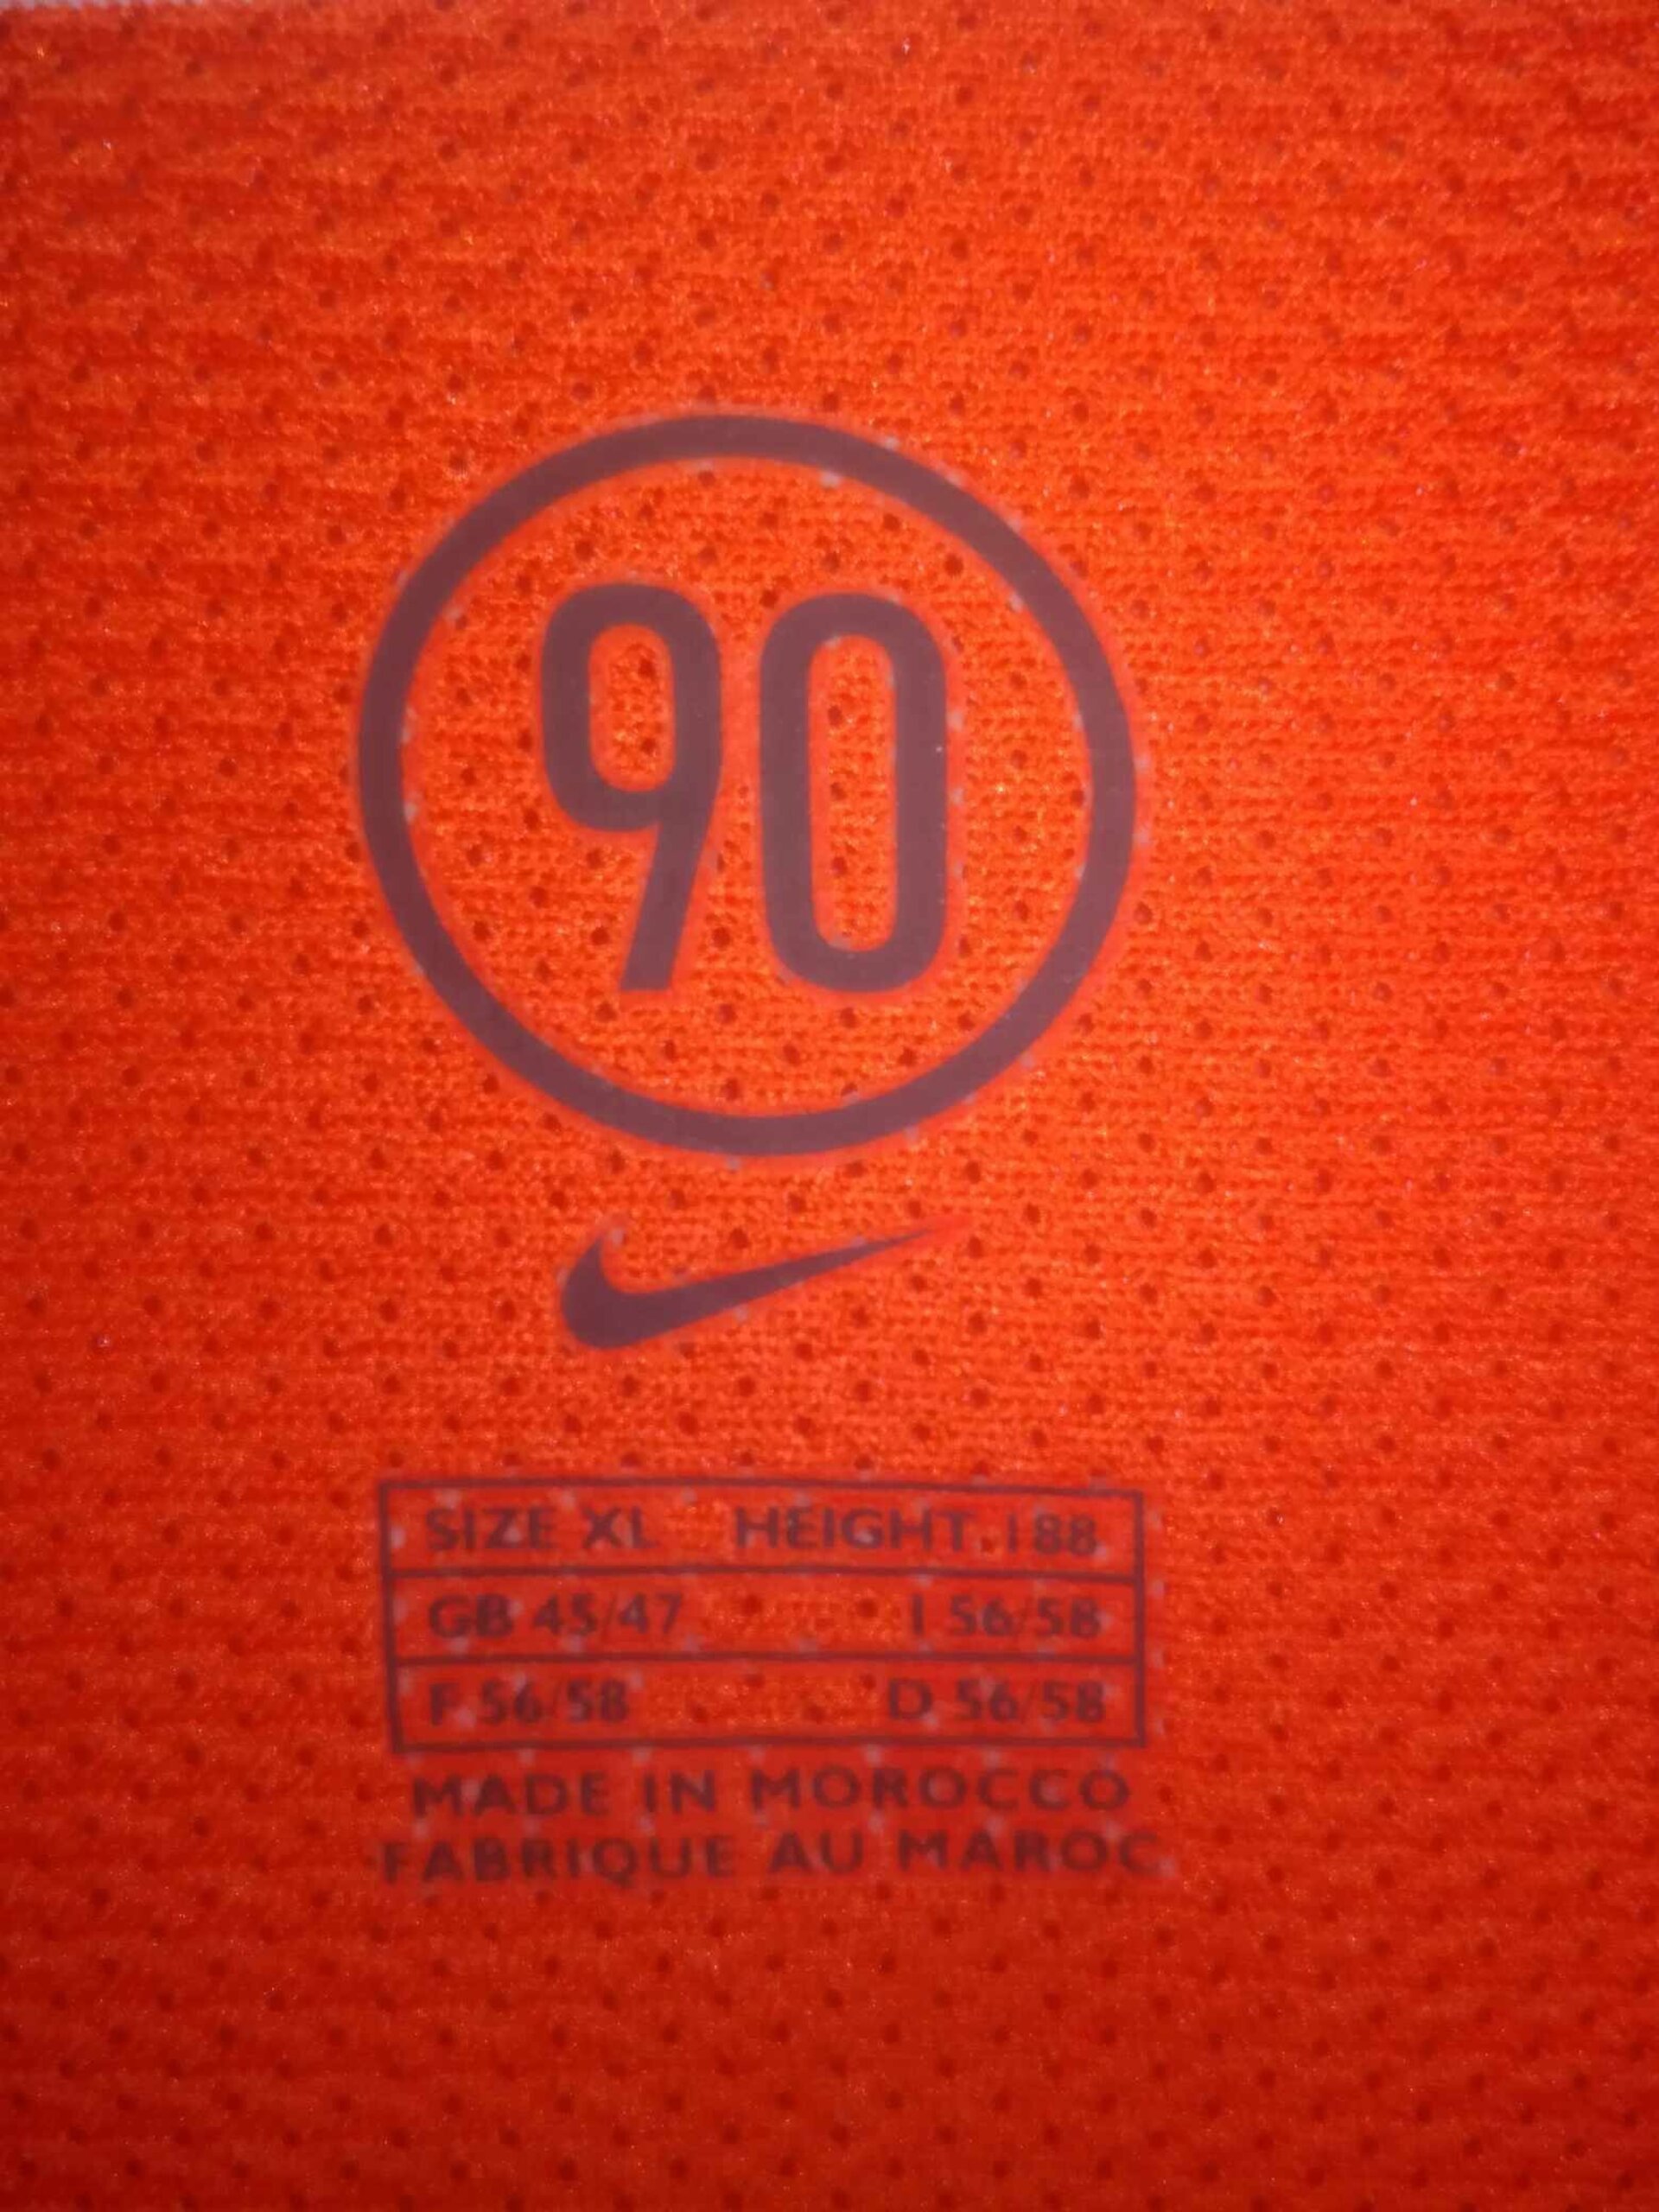 90
SIZE XL HEIGHT.188
GB 45/47 I 56/58
F 56/58 D 56/58
MADE IN MOROCCO
FABRIQUE AU MAROC